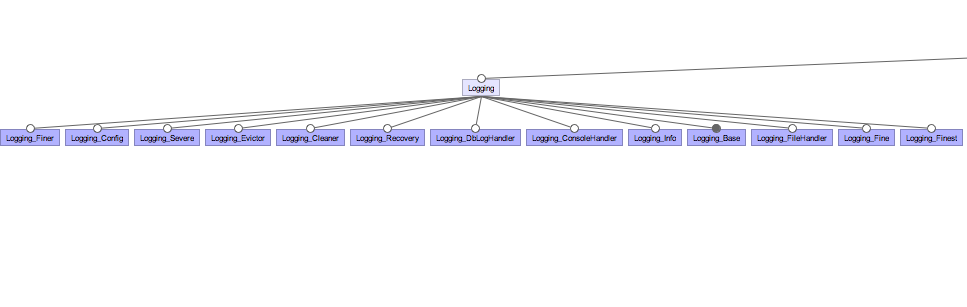 Logging
Logging_Finer
Logging_Config
Logging_Severe
Logging_Evictor
Logging_Cleaner
Logging_Recovery
Logging_DbLogHandler
Logging_ConsoleHandler
Logging_Info
Logging_Base
Logging_FileHandler
Logging_Fine
Logging_Finest